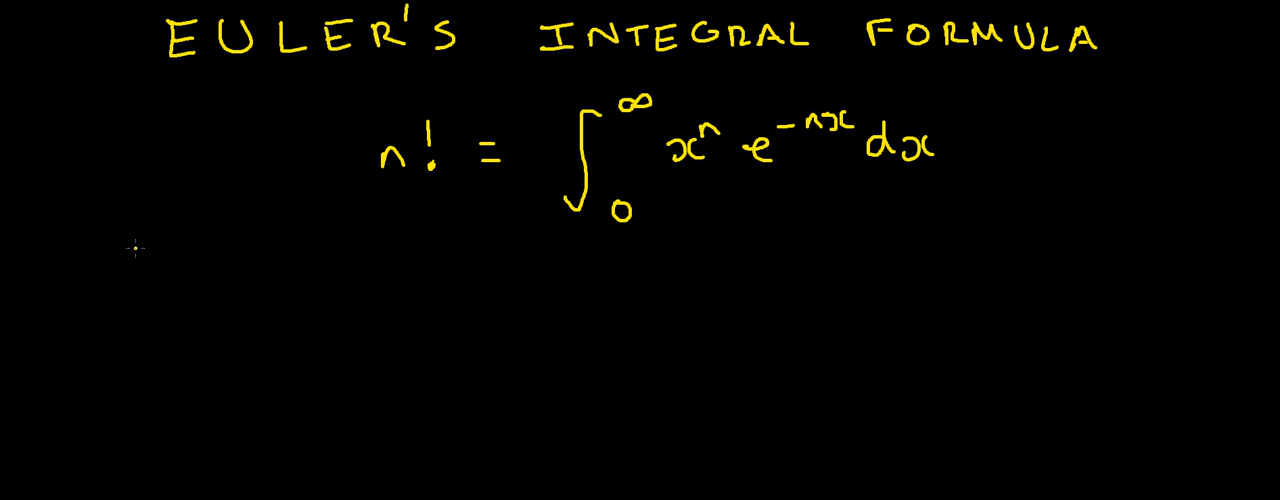 EULER'S INTEGRAL FORMULA
n! = ∫₀^∞ xⁿ e^{-nx} dx